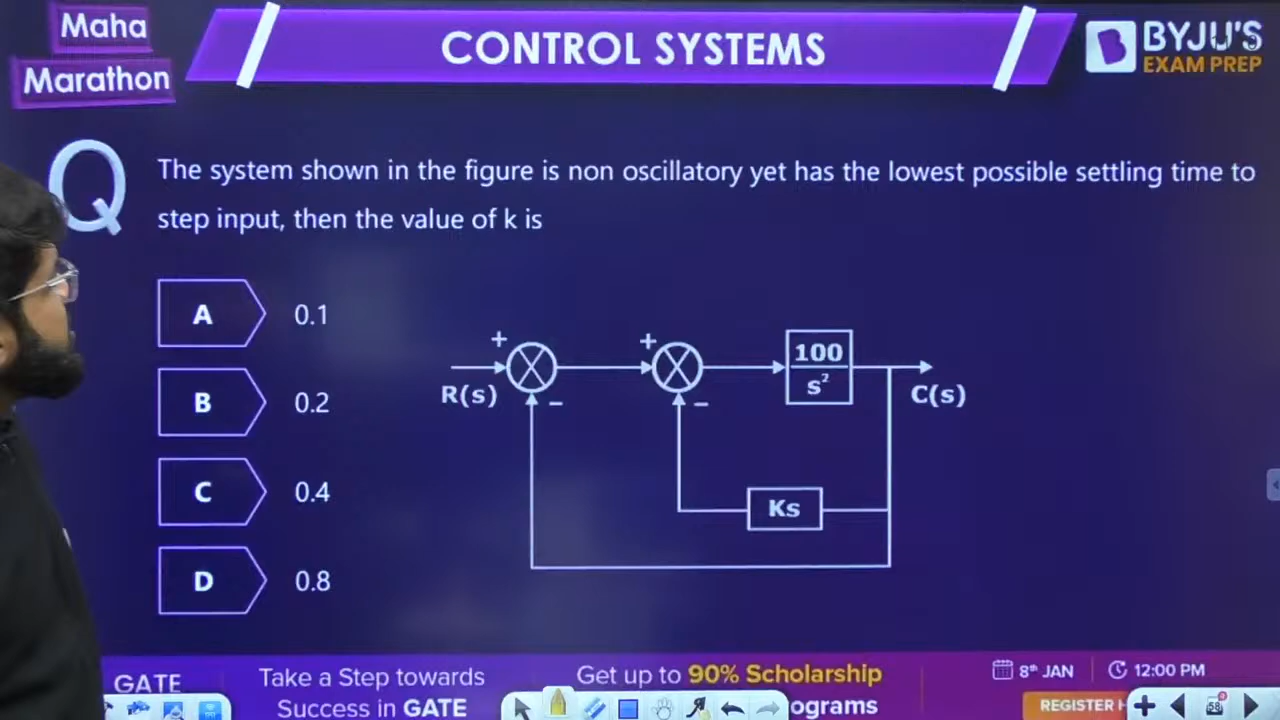 Maha
Marathon
CONTROL SYSTEMS
BYJU'S
EXAM PREP
Q
The system shown in the figure is non oscillatory yet has the lowest possible settling time to
step input, then the value of k is
A 0.1
B 0.2
C 0.4
D 0.8
+
R(s)
−
+
−
100
s²
C(s)
Ks
GATE
Take a Step towards
Success in GATE
Get up to 90% Scholarship
ograms
8th JAN
12:00 PM
REGISTER
58